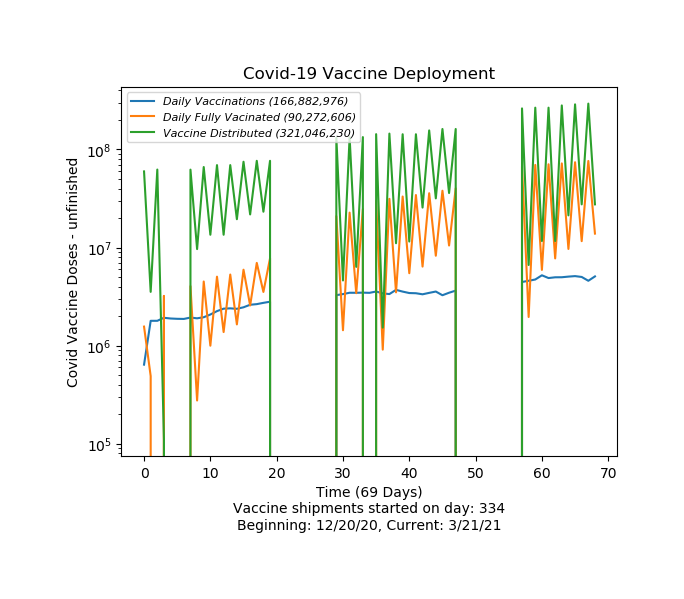 Covid-19 Vaccine Deployment
Daily Vaccinations (166,882,976)
Daily Fully Vacinated (90,272,606)
Vaccine Distributed (321,046,230)
Covid Vaccine Doses - unfinished
10^8
10^7
10^6
10^5
0 10 20 30 40 50 60 70
Time (69 Days)
Vaccine shipments started on day: 334
Beginning: 12/20/20, Current: 3/21/21